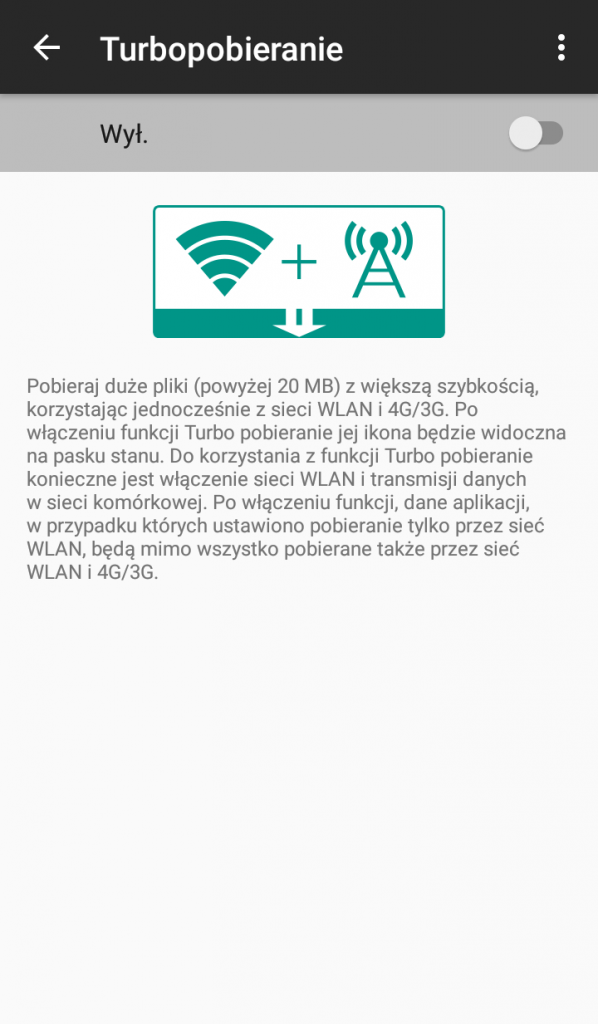 Turbopobieranie
Wył.
Pobieraj duże pliki (powyżej 20 MB) z większą szybkością,
korzystając jednocześnie z sieci WLAN i 4G/3G. Po
włączeniu funkcji Turbo pobieranie jej ikona będzie widoczna
na pasku stanu. Do korzystania z funkcji Turbo pobieranie
konieczne jest włączenie sieci WLAN i transmisji danych
w sieci komórkowej. Po włączeniu funkcji, dane aplikacji,
w przypadku których ustawiono pobieranie tylko przez sieć
WLAN, będą mimo wszystko pobierane także przez sieć
WLAN i 4G/3G.